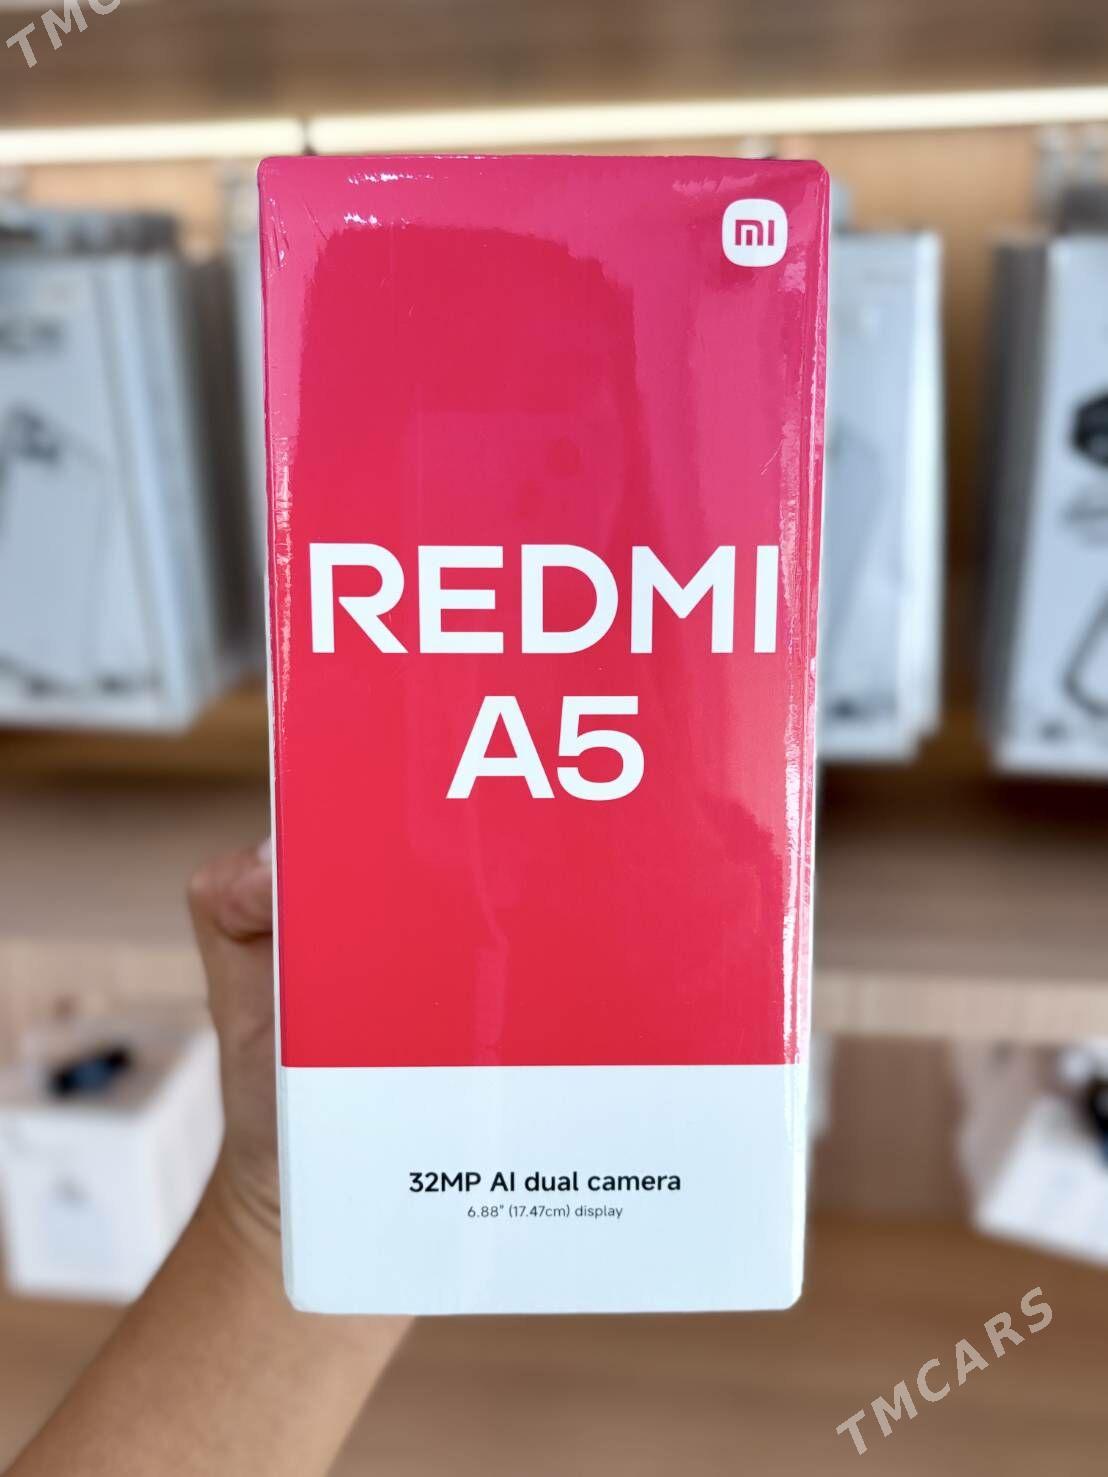 TMC
mi
REDMI
A5
32MP AI dual camera
6.88" (17.47cm) display
TMCARS